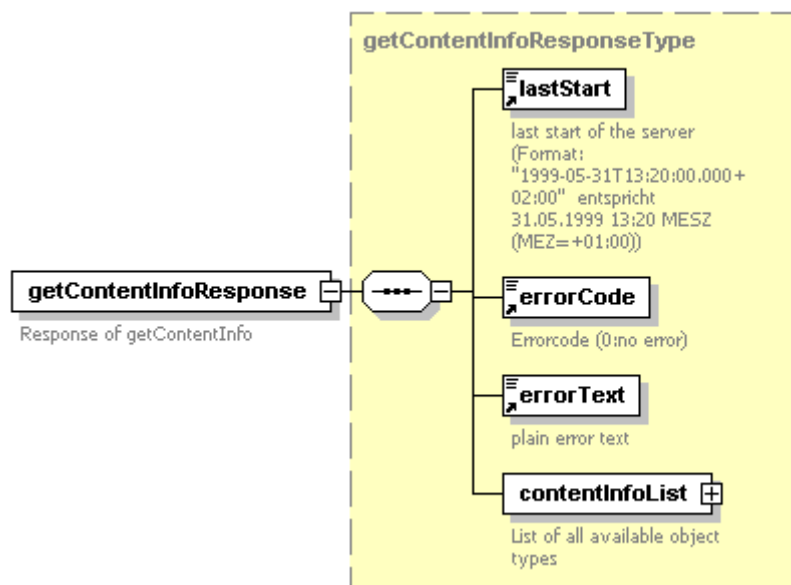 getContentInfoResponseType
lastStart
last start of the server
(Format:
"1999-05-31T13:20:00.000+
02:00" entspricht
31.05.1999 13:20 MESZ
(MEZ=+01:00))
getContentInfoResponse
Response of getContentInfo
errorCode
Errorcode (0:no error)
errorText
plain error text
contentInfoList
List of all available object
types